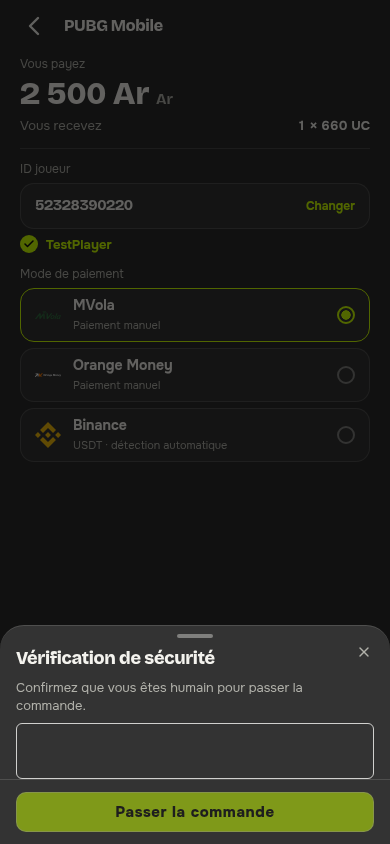 PUBG Mobile
Vous payez
2 500 Ar Ar
Vous recevez 1 × 660 UC
ID joueur
52328390220 Changer
TestPlayer
Mode de paiement
MVola
Paiement manuel
Orange Money
Paiement manuel
Binance
USDT · détection automatique
Vérification de sécurité
Confirmez que vous êtes humain pour passer la
commande.
Passer la commande